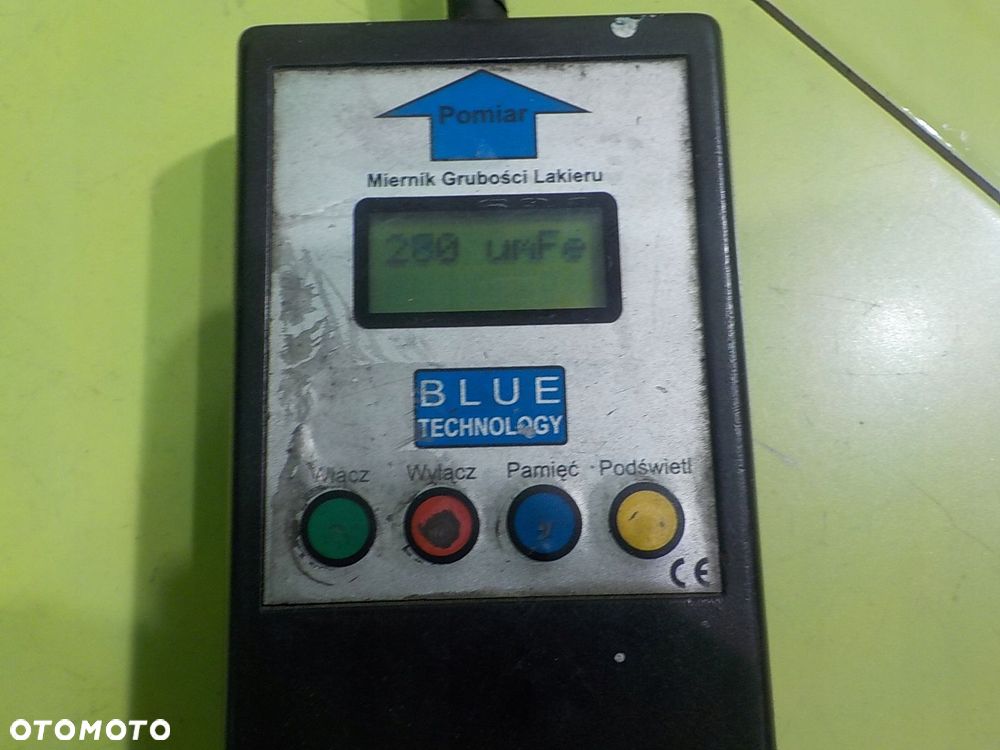 Pomiar
Miernik Grubości Lakieru
280 umFe
BLUE
TECHNOLOGY
Włącz Wyłącz Pamięć Podświetl
CE
OTOMOTO